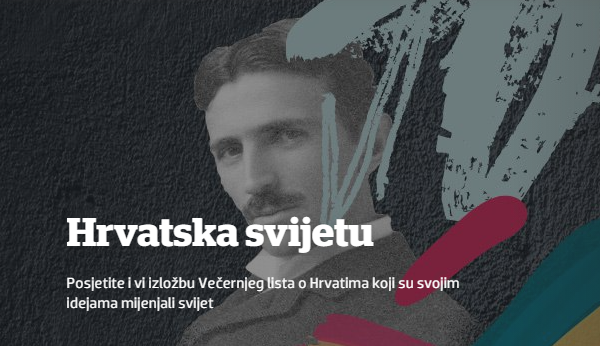 Hrvatska svijetu
Posjetite i vi izložbu Večernjeg lista o Hrvatima koji su svojim
idejama mijenjali svijet